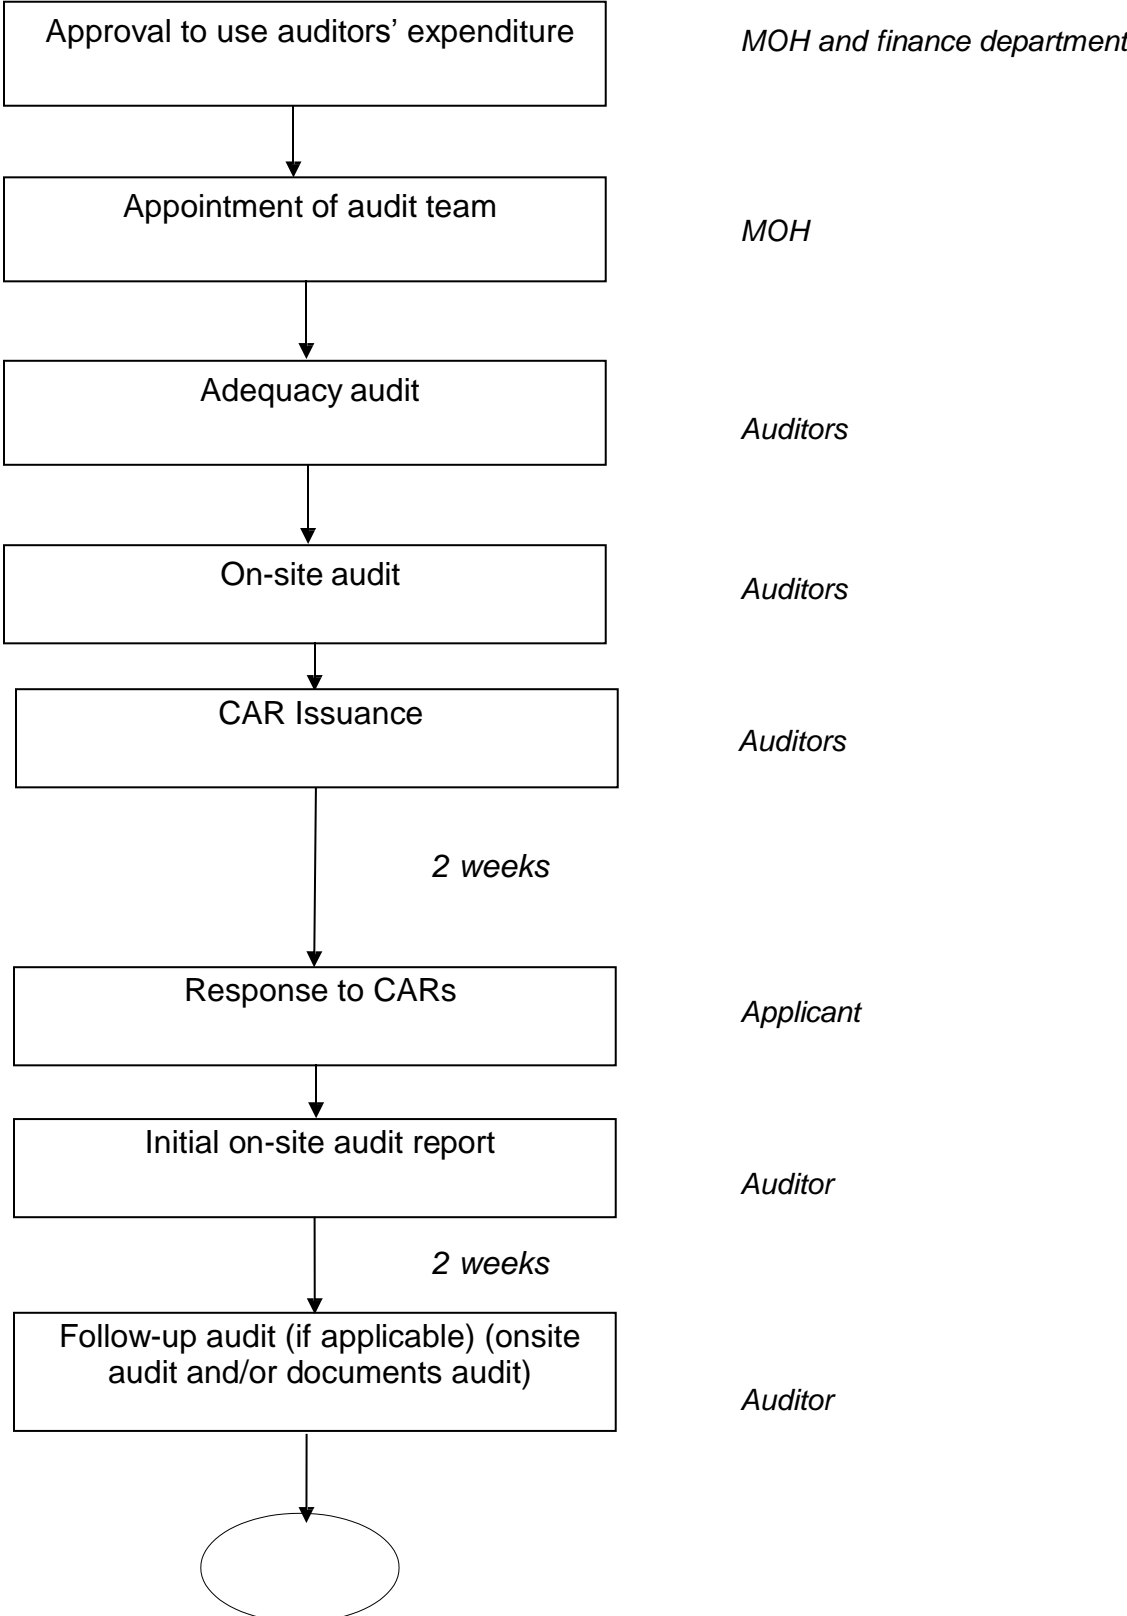 Approval to use auditors’ expenditure
MOH and finance department
Appointment of audit team
MOH
Adequacy audit
Auditors
On-site audit
Auditors
CAR Issuance
Auditors
2 weeks
Response to CARs
Applicant
Initial on-site audit report
Auditor
2 weeks
Follow-up audit (if applicable) (onsite
audit and/or documents audit)
Auditor